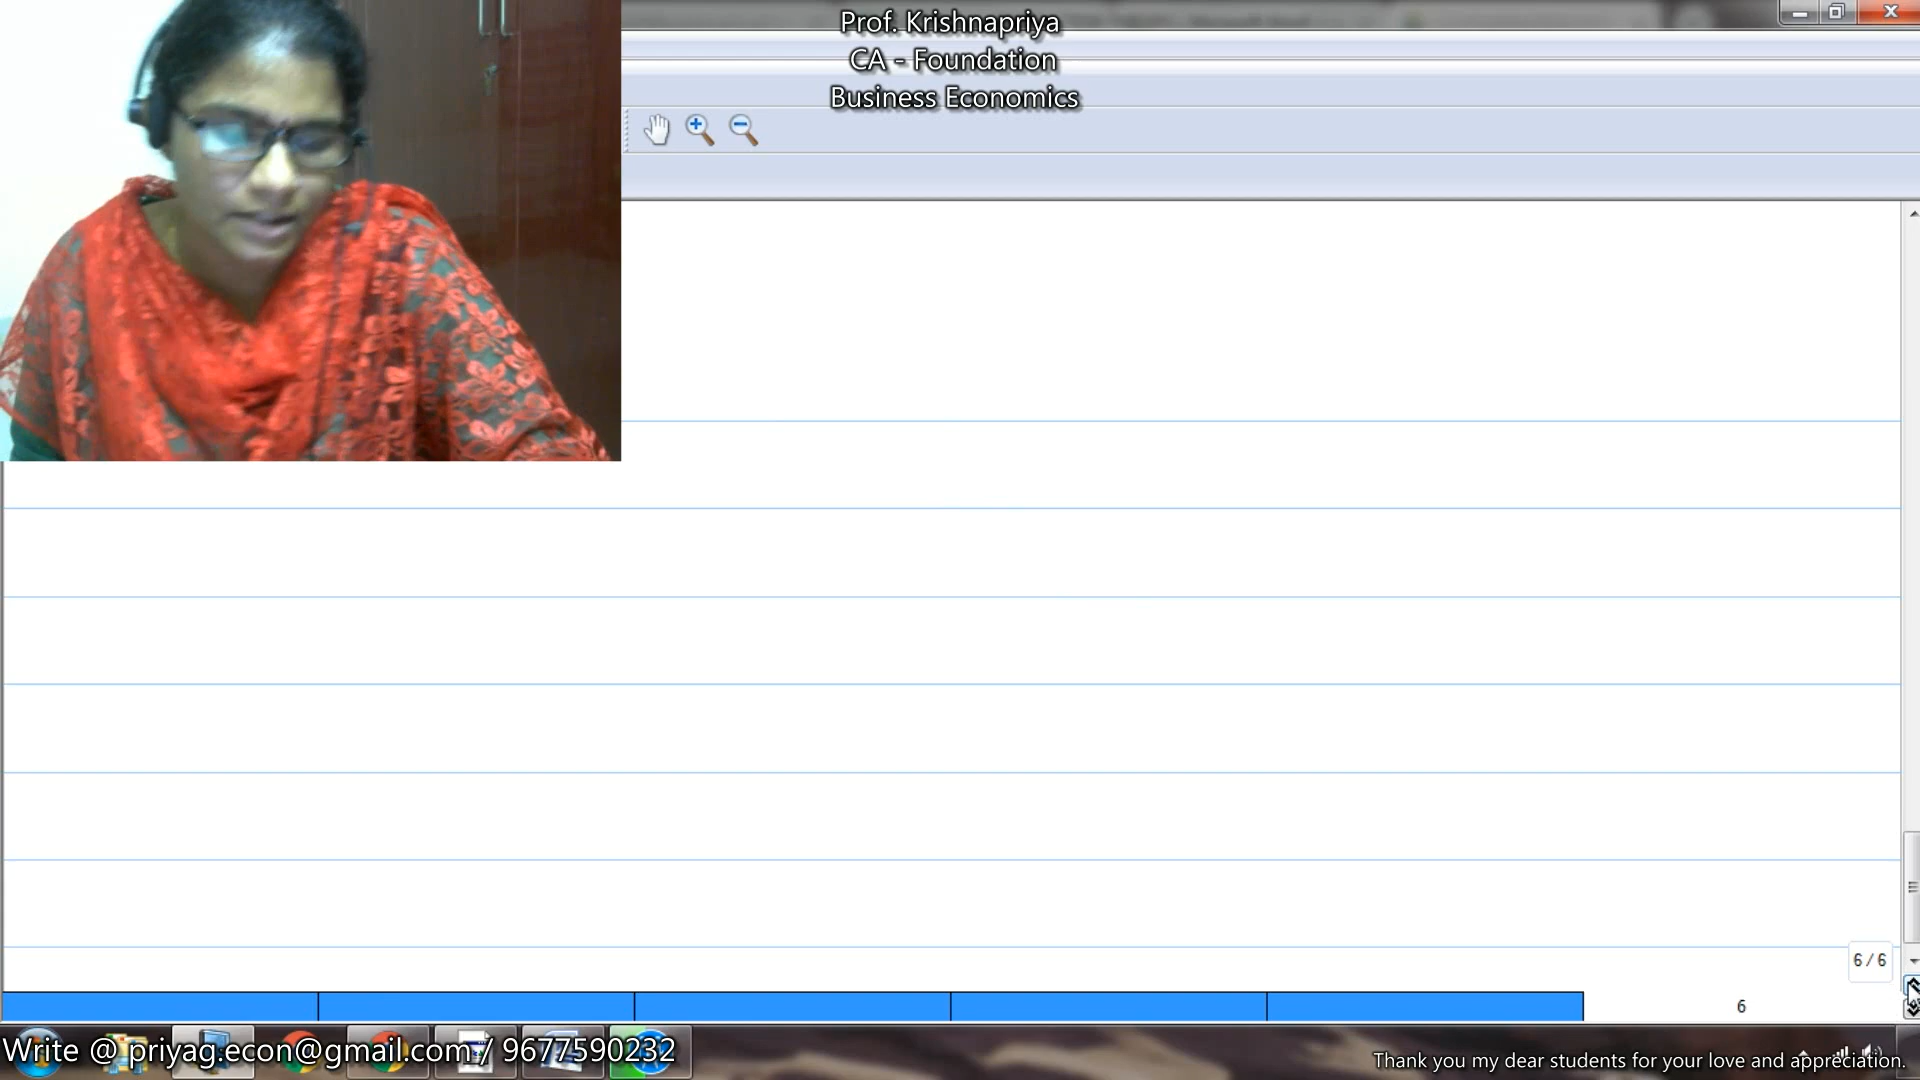 Prof. Krishnapriya
CA - Foundation
Business Economics
6 / 6
6
Write @ priyag.econ@gmail.com / 9677590232
Thank you my dear students for your love and appreciation.